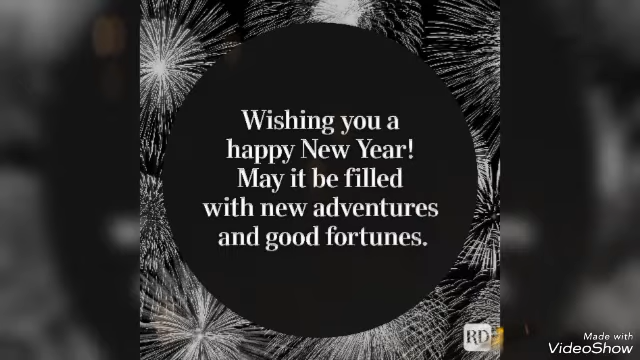 Wishing you a
happy New Year!
May it be filled
with new adventures
and good fortunes.
RD
Made with
VideoShow